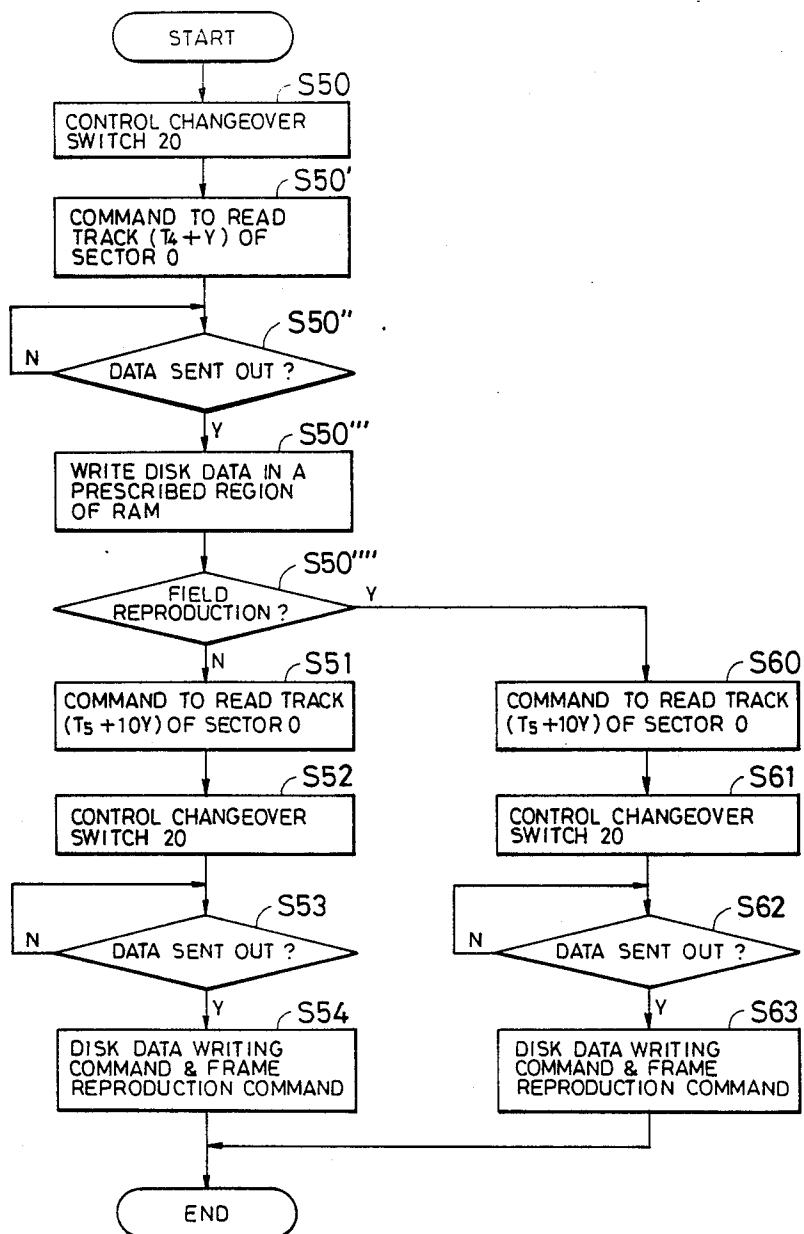 START
S50
CONTROL CHANGEOVER
SWITCH 20
S50'
COMMAND TO READ
TRACK (T4+Y) OF
SECTOR 0
S50''
N
DATA SENT OUT ?
Y
S50'''
WRITE DISK DATA IN A
PRESCRIBED REGION
OF RAM
S50''''
FIELD
REPRODUCTION ?
Y
N
S51
COMMAND TO READ TRACK
(T5+10Y) OF SECTOR 0
S52
CONTROL CHANGEOVER
SWITCH 20
S53
N
DATA SENT OUT ?
Y
S54
DISK DATA WRITING
COMMAND & FRAME
REPRODUCTION COMMAND
S60
COMMAND TO READ TRACK
(T5+10Y) OF SECTOR 0
S61
CONTROL CHANGEOVER
SWITCH 20
S62
N
DATA SENT OUT ?
Y
S63
DISK DATA WRITING
COMMAND & FRAME
REPRODUCTION COMMAND
END